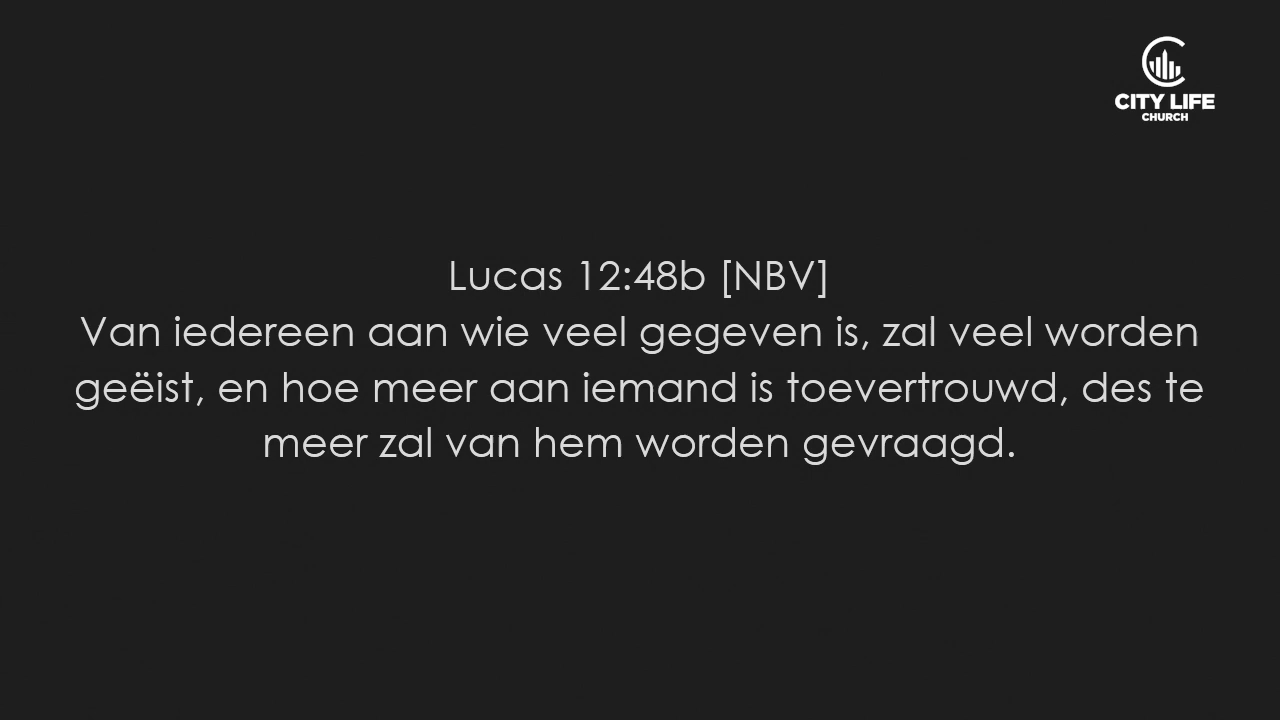 CITY LIFE
CHURCH
Lucas 12:48b [NBV]
Van iedereen aan wie veel gegeven is, zal veel worden
geëist, en hoe meer aan iemand is toevertrouwd, des te
meer zal van hem worden gevraagd.